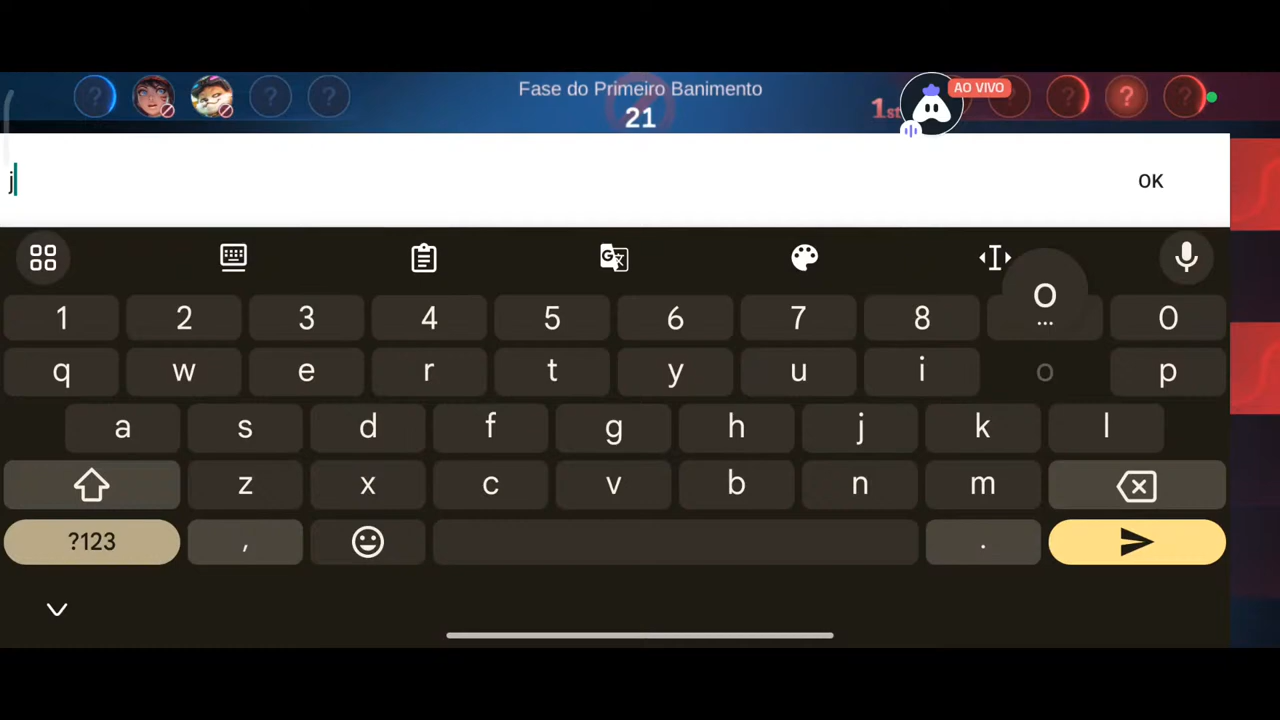 Fase do Primeiro Banimento
21
1st
AO VIVO
j
OK
o
...
1 2 3 4 5 6 7 8 0
q w e r t y u i o p
a s d f g h j k l
z x c v b n m
?123 , .